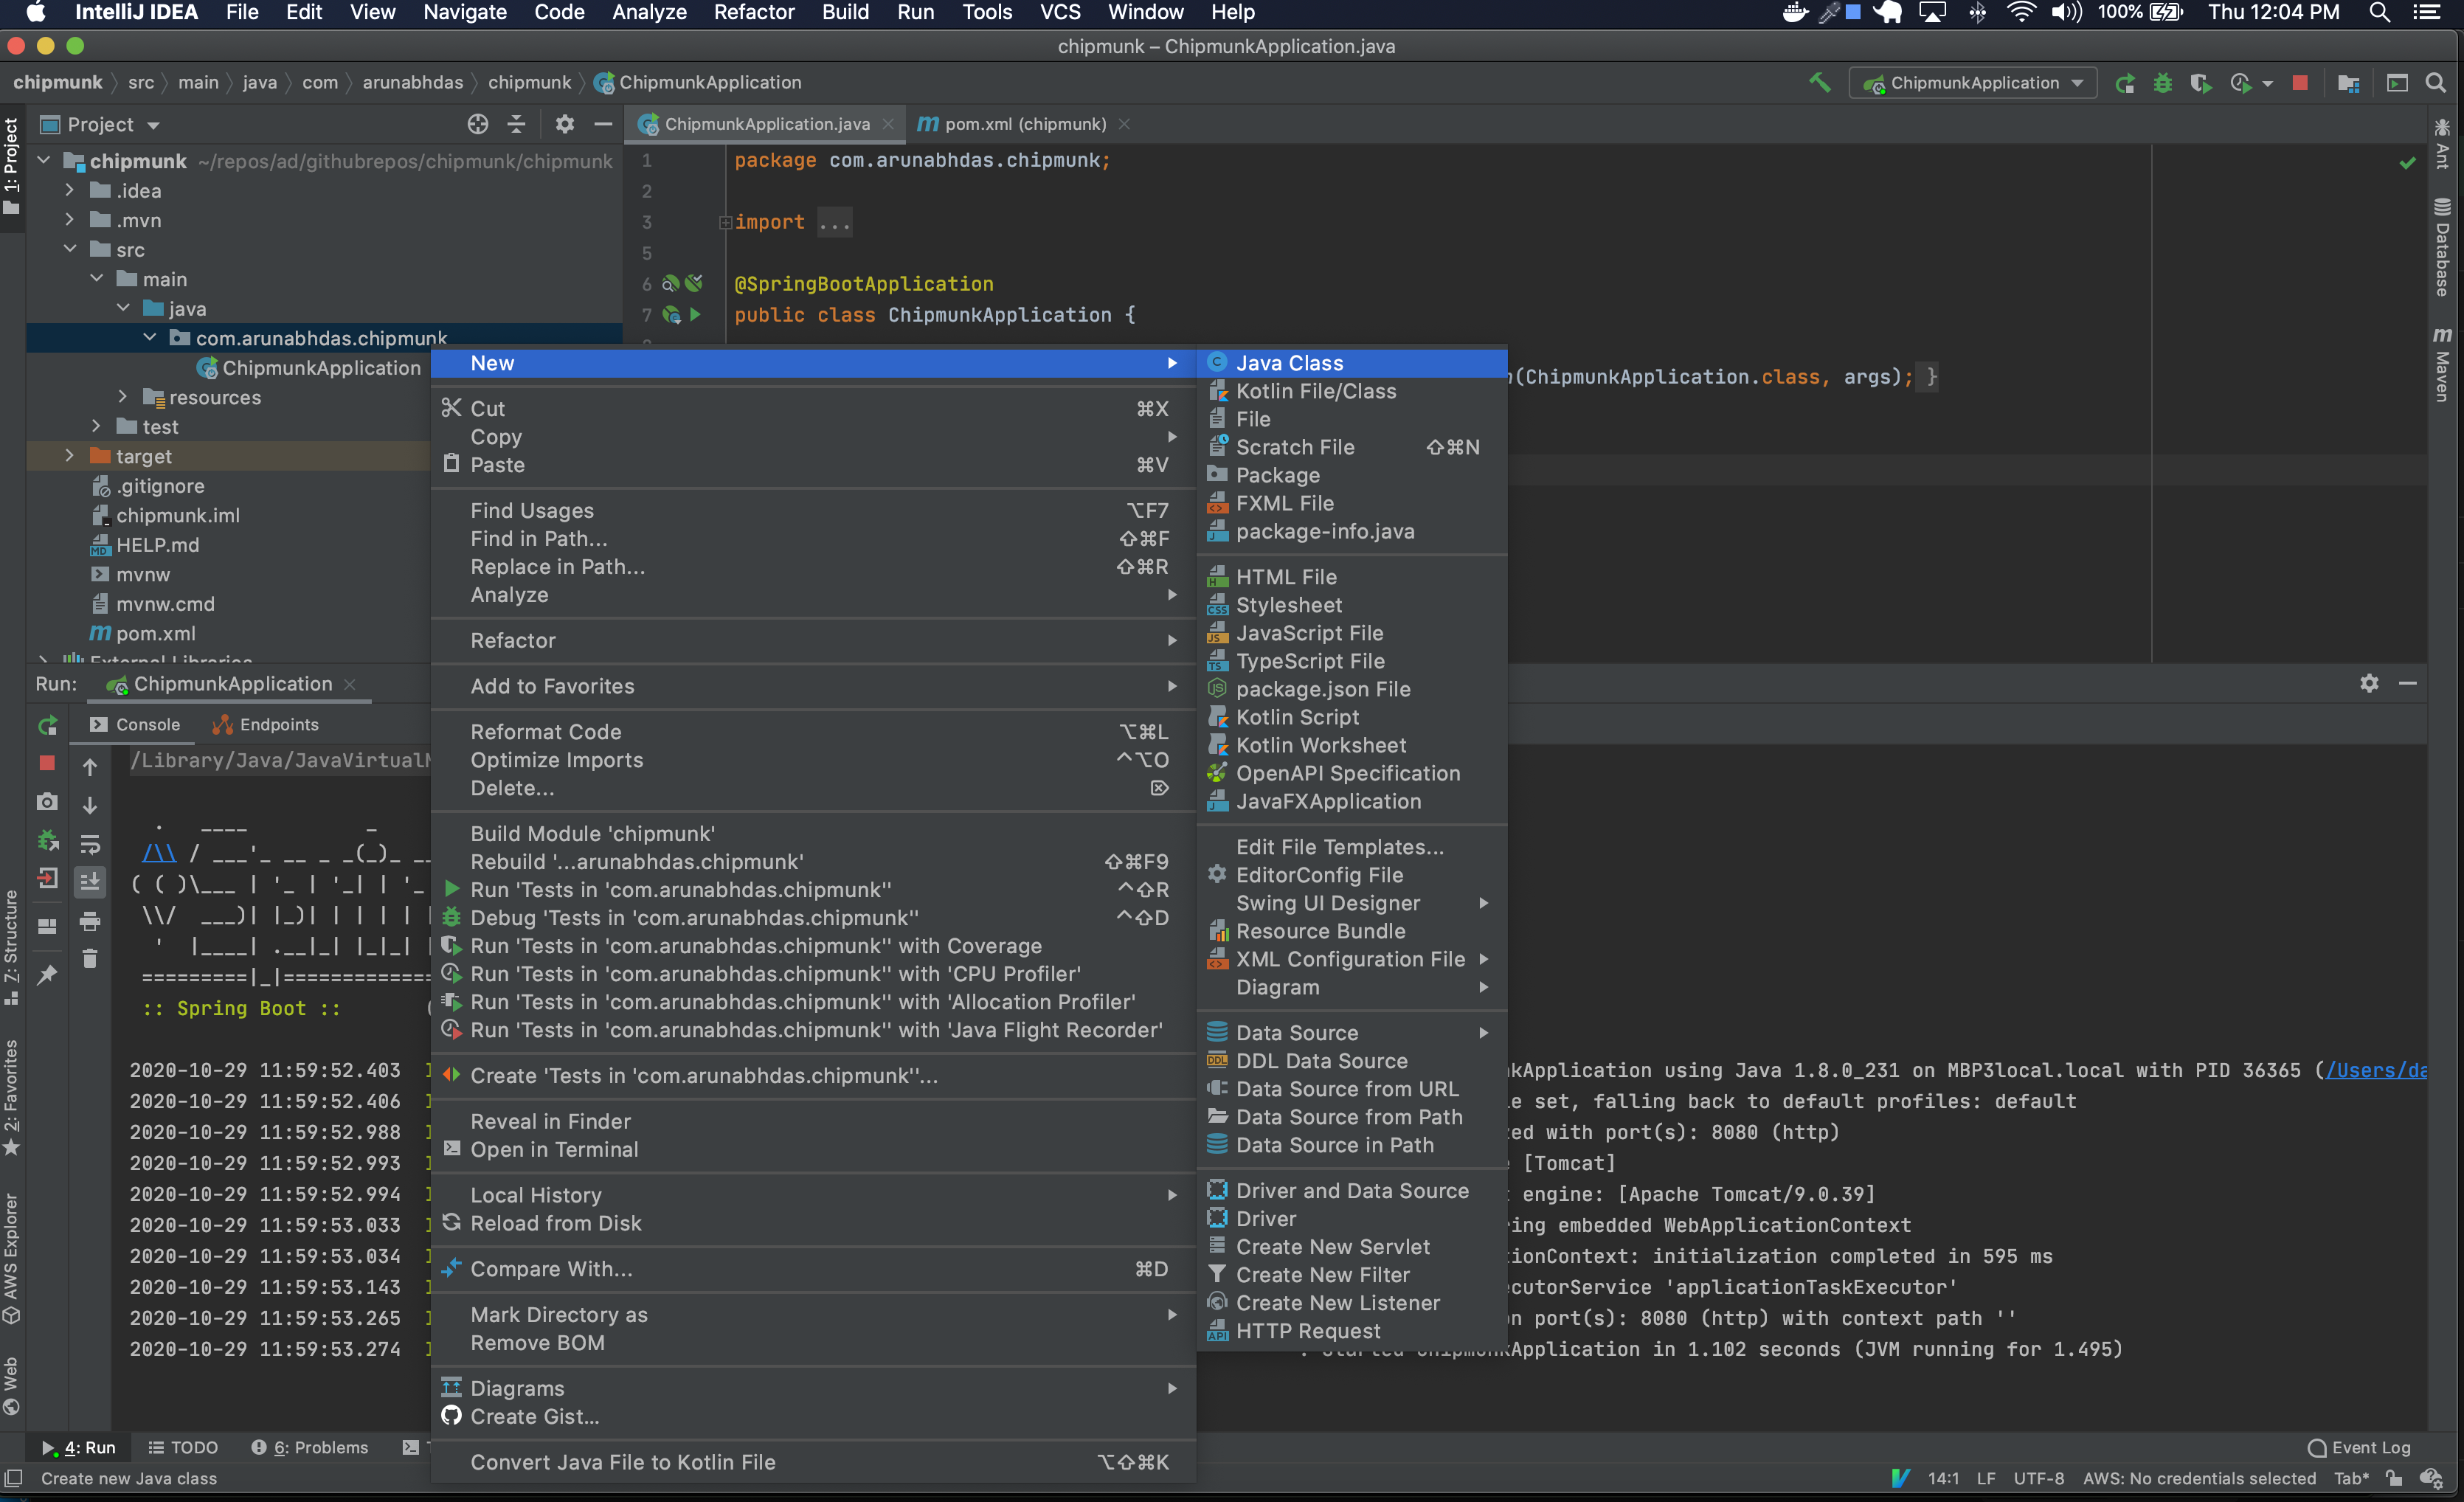 IntelliJ IDEA File Edit View Navigate Code Analyze Refactor Build Run Tools VCS Window Help 100% Thu 12:04 PM
chipmunk – ChipmunkApplication.java
chipmunk src main java com arunabhdas chipmunk ChipmunkApplication ChipmunkApplication
1: Project
Project
ChipmunkApplication.java
pom.xml (chipmunk)
chipmunk ~/repos/ad/githubrepos/chipmunk/chipmunk
.idea
.mvn
src
main
java
com.arunabhdas.chipmunk
ChipmunkApplication
resources
test
target
.gitignore
chipmunk.iml
HELP.md
mvnw
mvnw.cmd
pom.xml
External Libraries
1 package com.arunabhdas.chipmunk;
2
3 import ...
5
6 @SpringBootApplication
7 public class ChipmunkApplication {
(ChipmunkApplication.class, args); }
Ant
Database
Maven
New
Cut ⌘X
Copy
Paste ⌘V
Find Usages ⌥F7
Find in Path... ⇧⌘F
Replace in Path... ⇧⌘R
Analyze
Refactor
Add to Favorites
Reformat Code ⌥⌘L
Optimize Imports ^⌥O
Delete... ⌦
Build Module 'chipmunk'
Rebuild '...arunabhdas.chipmunk' ⇧⌘F9
Run 'Tests in 'com.arunabhdas.chipmunk'' ^⇧R
Debug 'Tests in 'com.arunabhdas.chipmunk'' ^⇧D
Run 'Tests in 'com.arunabhdas.chipmunk'' with Coverage
Run 'Tests in 'com.arunabhdas.chipmunk'' with 'CPU Profiler'
Run 'Tests in 'com.arunabhdas.chipmunk'' with 'Allocation Profiler'
Run 'Tests in 'com.arunabhdas.chipmunk'' with 'Java Flight Recorder'
Create 'Tests in 'com.arunabhdas.chipmunk''...
Reveal in Finder
Open in Terminal
Local History
Reload from Disk
Compare With... ⌘D
Mark Directory as
Remove BOM
Diagrams
Create Gist...
Convert Java File to Kotlin File ⌥⇧⌘K
Java Class
Kotlin File/Class
File
Scratch File ⇧⌘N
Package
FXML File
package-info.java
HTML File
Stylesheet
JavaScript File
TypeScript File
package.json File
Kotlin Script
Kotlin Worksheet
OpenAPI Specification
JavaFXApplication
Edit File Templates...
EditorConfig File
Swing UI Designer
Resource Bundle
XML Configuration File
Diagram
Data Source
DDL Data Source
Data Source from URL
Data Source from Path
Data Source in Path
Driver and Data Source
Driver
Create New Servlet
Create New Filter
Create New Listener
HTTP Request
Run: ChipmunkApplication
Console Endpoints
/Library/Java/JavaVirtual
:: Spring Boot ::
2020-10-29 11:59:52.403 nkApplication using Java 1.8.0_231 on MBP3local.local with PID 36365 (/Users/da
2020-10-29 11:59:52.406 set, falling back to default profiles: default
2020-10-29 11:59:52.988 ed with port(s): 8080 (http)
2020-10-29 11:59:52.993 [Tomcat]
2020-10-29 11:59:52.994 engine: [Apache Tomcat/9.0.39]
2020-10-29 11:59:53.033 ing embedded WebApplicationContext
2020-10-29 11:59:53.034 ionContext: initialization completed in 595 ms
2020-10-29 11:59:53.143 cutorService 'applicationTaskExecutor'
2020-10-29 11:59:53.265 n port(s): 8080 (http) with context path ''
2020-10-29 11:59:53.274 : Started ChipmunkApplication in 1.102 seconds (JVM running for 1.495)
Z: Structure
2: Favorites
AWS Explorer
Web
4: Run TODO 6: Problems Event Log
Create new Java class 14:1 LF UTF-8 AWS: No credentials selected Tab*